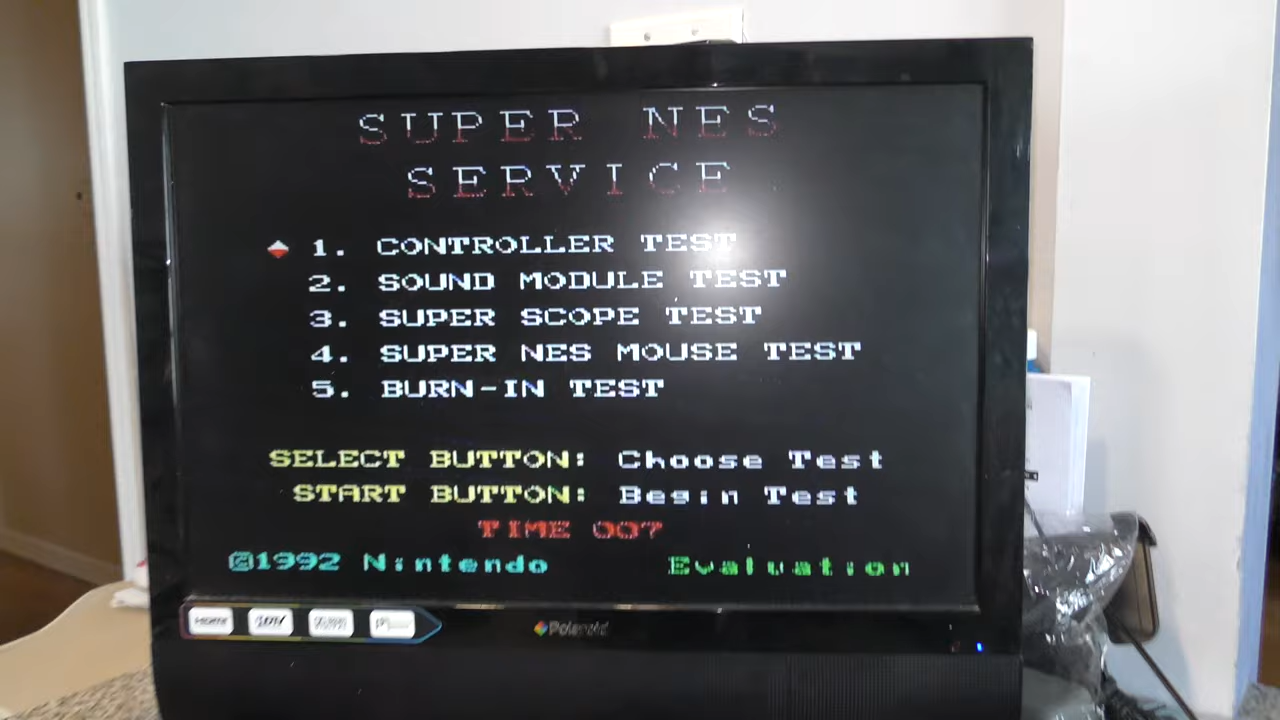 SUPER NES
SERVICE
1. CONTROLLER TEST
2. SOUND MODULE TEST
3. SUPER SCOPE TEST
4. SUPER NES MOUSE TEST
5. BURN-IN TEST
SELECT BUTTON: Choose Test
START BUTTON: Begin Test
TIME 007
©1992 Nintendo Evaluation
HDMI
Polaroid